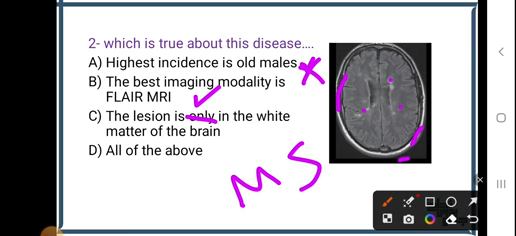 2- which is true about this disease....
A) Highest incidence is old males.
B) The best imaging modality is
FLAIR MRI
C) The lesion is only in the white
matter of the brain
D) All of the above
MS